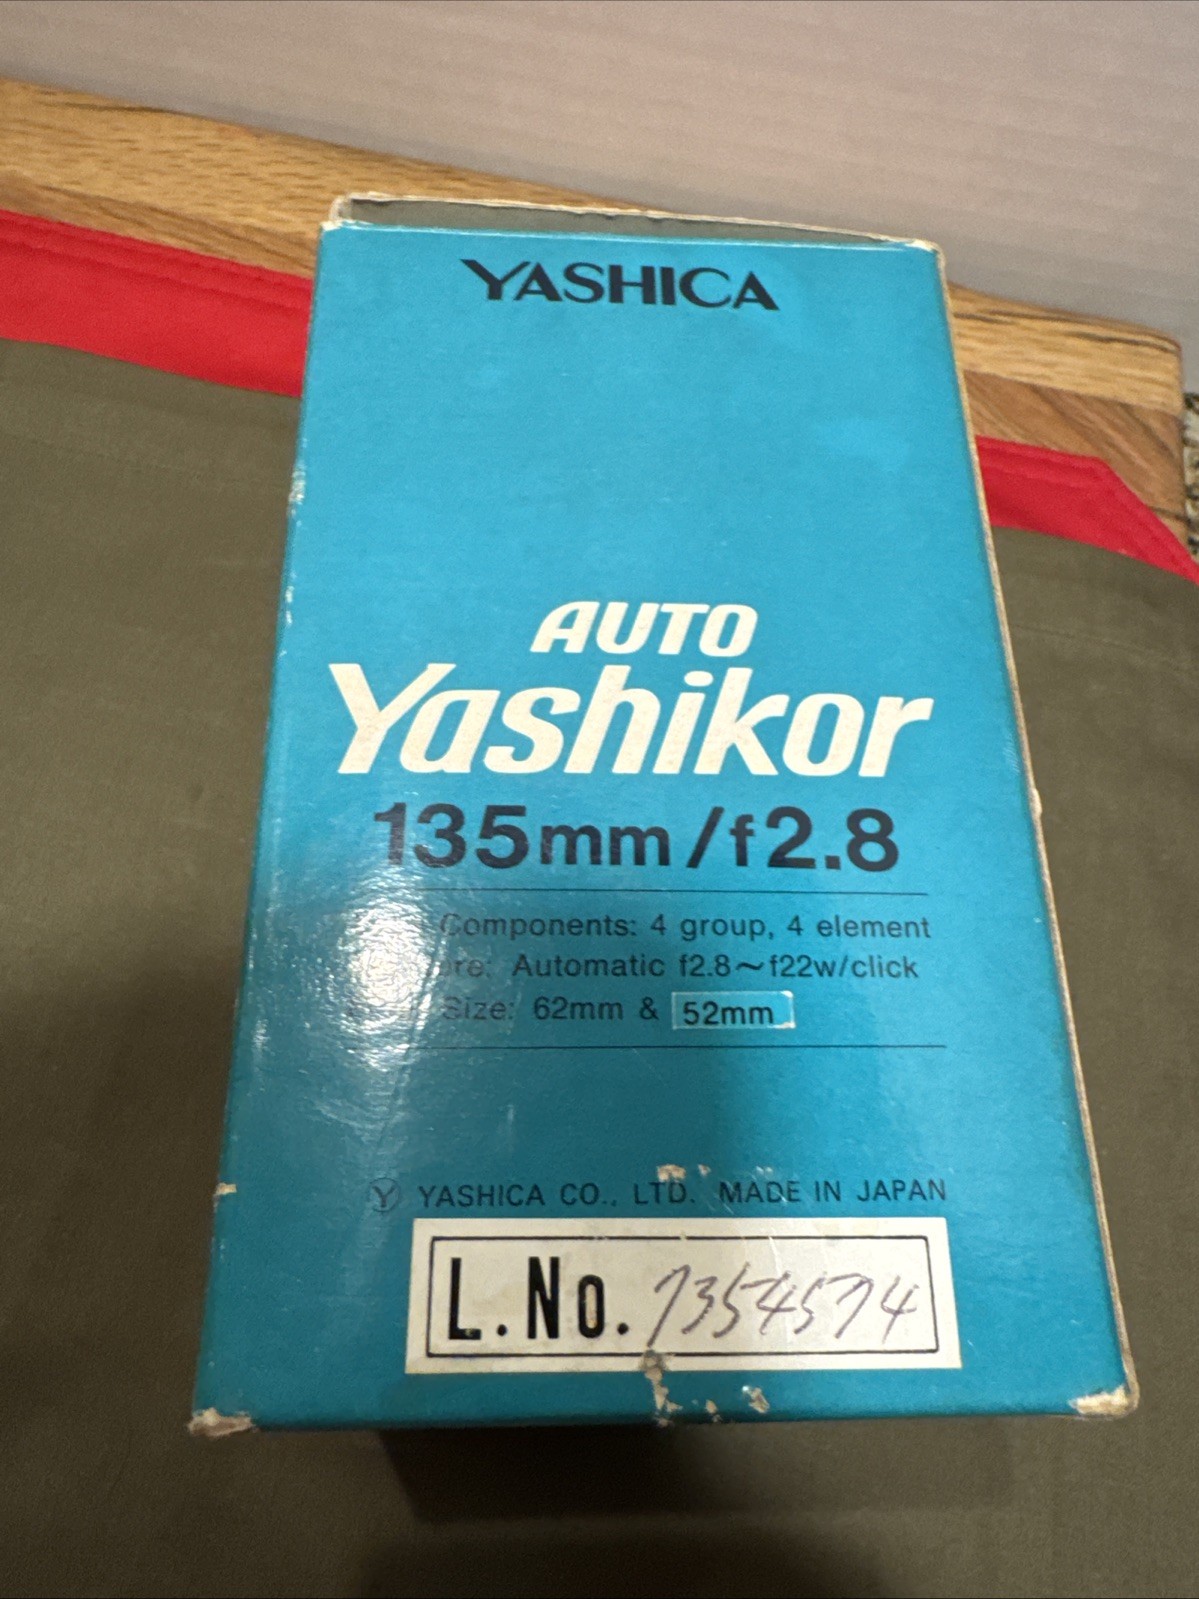 YASHICA
AUTO
Yashikor
135mm/f2.8
Components: 4 group, 4 element
Automatic f2.8~f22w/click
Size: 62mm & 52mm
Y YASHICA CO., LTD. MADE IN JAPAN
L.No. 7354574